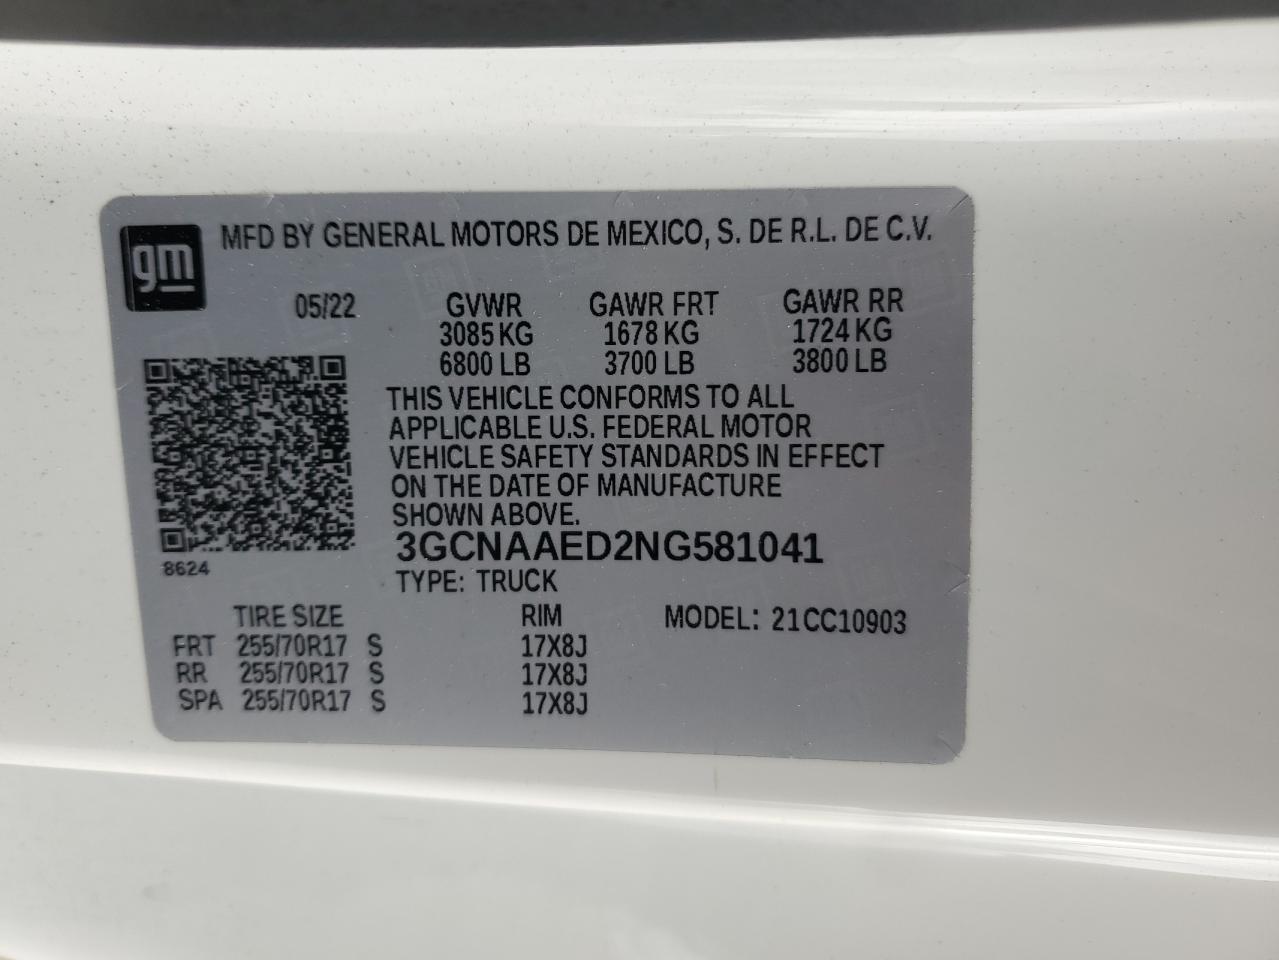 gm
MFD BY GENERAL MOTORS DE MEXICO, S. DE R.L. DE C.V.
05/22 GVWR GAWR FRT GAWR RR
3085 KG 1678 KG 1724 KG
6800 LB 3700 LB 3800 LB
THIS VEHICLE CONFORMS TO ALL
APPLICABLE U.S. FEDERAL MOTOR
VEHICLE SAFETY STANDARDS IN EFFECT
ON THE DATE OF MANUFACTURE
SHOWN ABOVE.
3GCNAAED2NG581041
8624
TYPE: TRUCK
TIRE SIZE RIM MODEL: 21CC10903
FRT 255/70R17 S 17X8J
RR 255/70R17 S 17X8J
SPA 255/70R17 S 17X8J